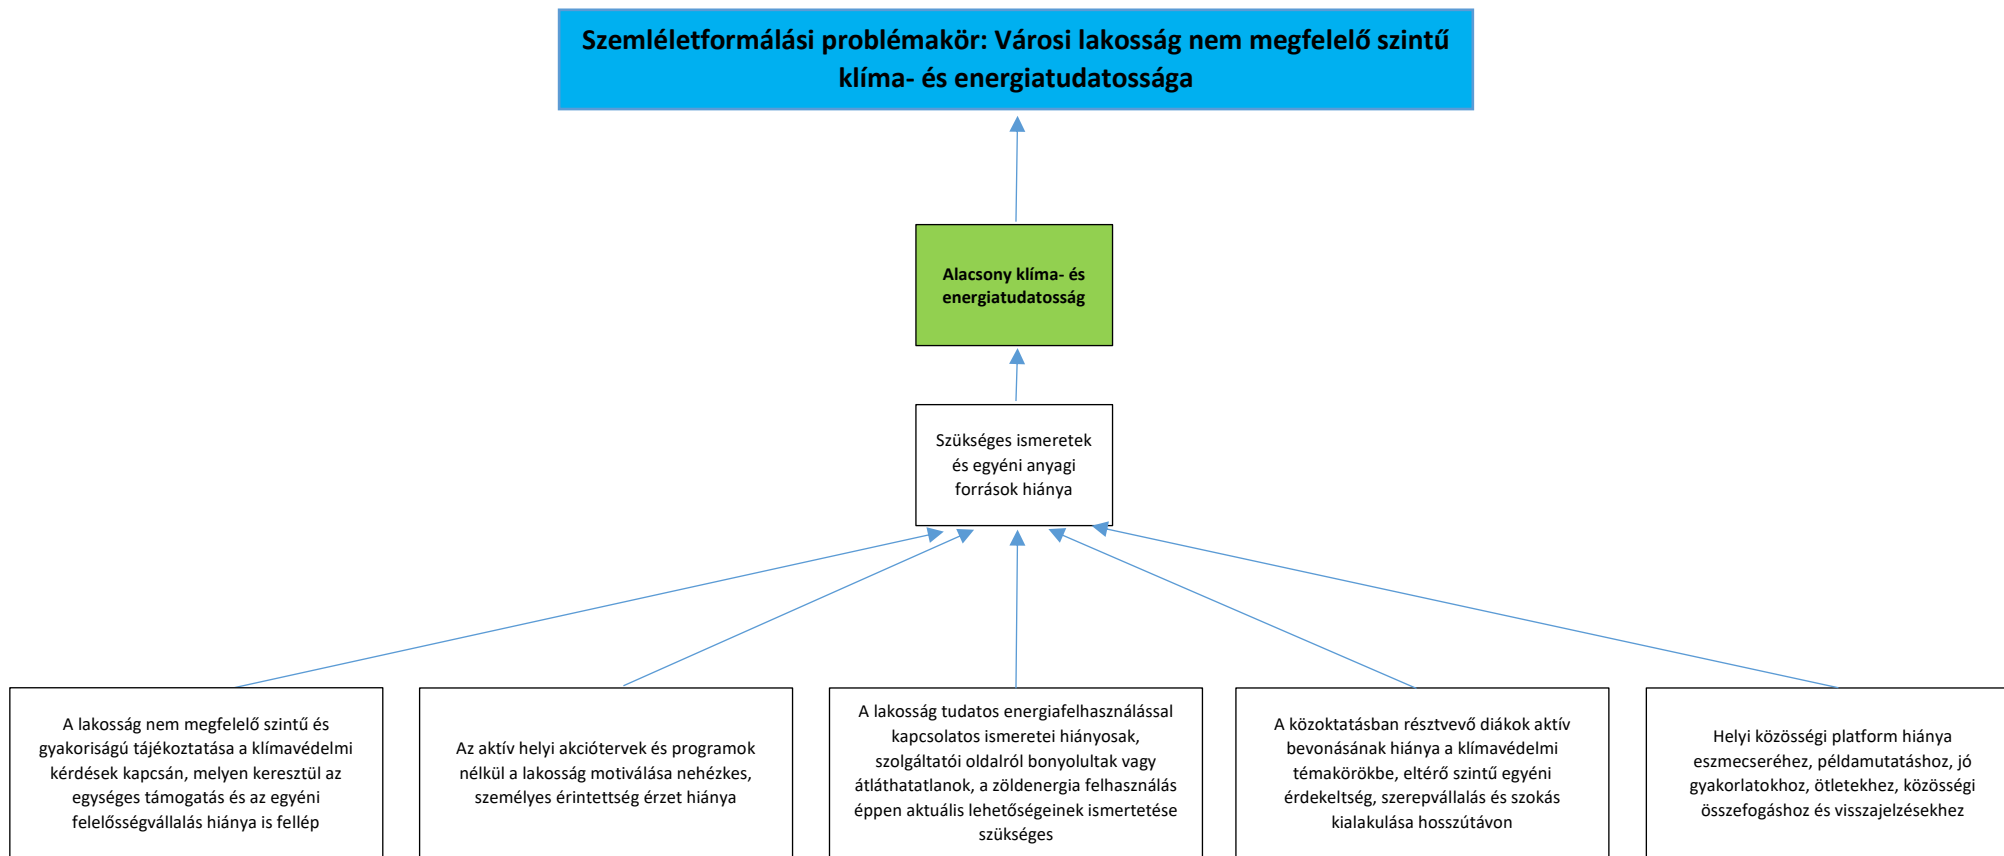 Szemléletformálási problémakör: Városi lakosság nem megfelelő szintű
klíma- és energiatudatossága
Alacsony klíma- és
energiatudatosság
Szükséges ismeretek
és egyéni anyagi
források hiánya
A lakosság nem megfelelő szintű és
gyakoriságú tájékoztatása a klímavédelmi
kérdések kapcsán, melyen keresztül az
egységes támogatás és az egyéni
felelősségvállalás hiánya is fellép
Az aktív helyi akciótervek és programok
nélkül a lakosság motiválása nehézkes,
személyes érintettség érzet hiánya
A lakosság tudatos energiafelhasználással
kapcsolatos ismeretei hiányosak,
szolgáltatói oldalról bonyolultak vagy
átláthatatlanok, a zöldenergia felhasználás
éppen aktuális lehetőségeinek ismertetése
szükséges
A közoktatásban résztvevő diákok aktív
bevonásának hiánya a klímavédelmi
témakörökbe, eltérő szintű egyéni
érdekeltség, szerepvállalás és szokás
kialakulása hosszútávon
Helyi közösségi platform hiánya
eszmecseréhez, példamutatáshoz, jó
gyakorlatokhoz, ötletekhez, közösségi
összefogáshoz és visszajelzésekhez